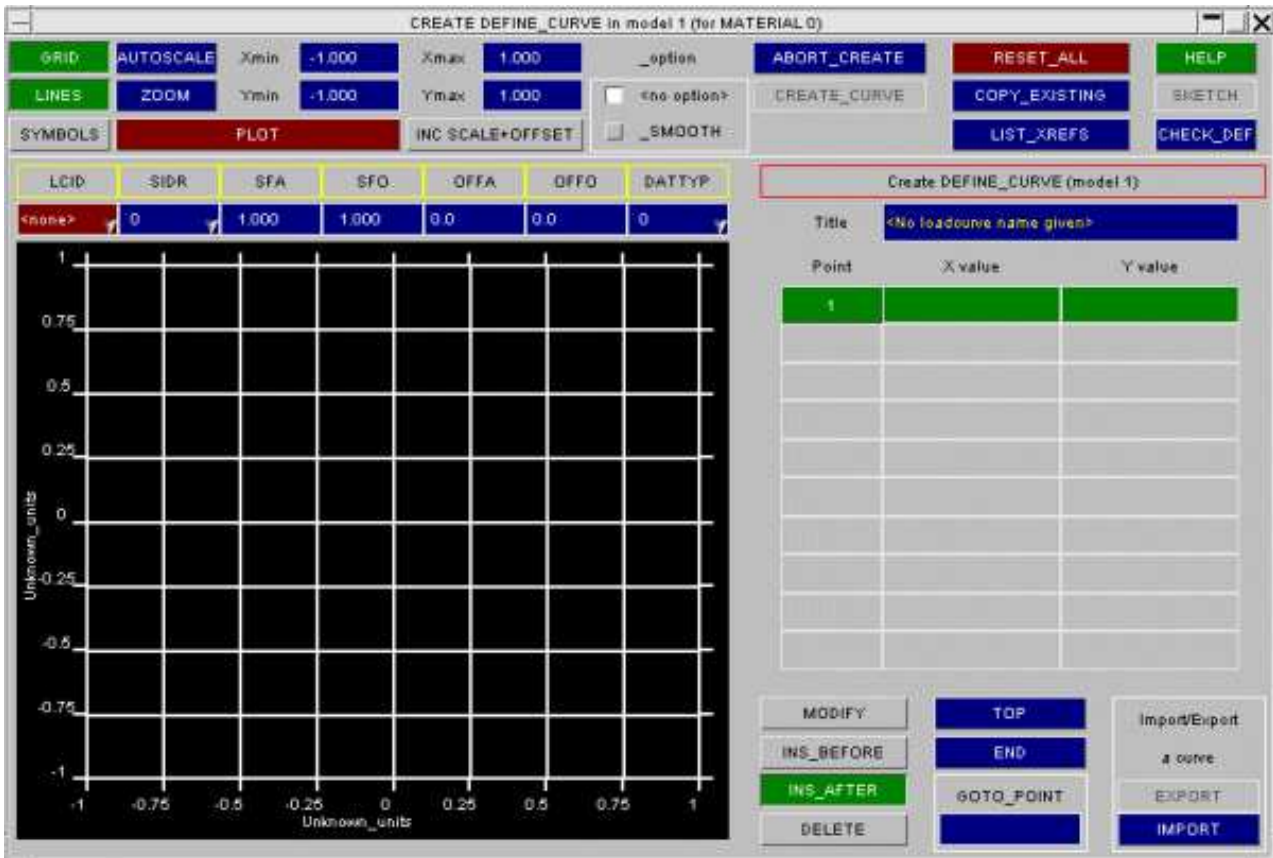 CREATE DEFINE_CURVE in model 1 (for MATERIAL 0)
GRID AUTOSCALE Xmin -1.000 Xmax 1.000 _option ABORT_CREATE RESET_ALL HELP
LINES ZOOM Ymin -1.000 Ymax 1.000 <no option> CREATE_CURVE COPY_EXISTING SKETCH
SYMBOLS PLOT INC SCALE+OFFSET _SMOOTH LIST_XREFS CHECK_DEF
LCID SIDR SFA SFO OFFA OFFO DATTYP
<none> 0 1.000 1.000 0.0 0.0 0
Create DEFINE_CURVE (model 1)
Title <No loadcurve name given>
Point X value Y value
1
1
0.75
0.5
0.25
0
-0.25
-0.5
-0.75
-1
Unknown_units
-1 -0.75 -0.5 -0.25 0 0.25 0.5 0.75 1
Unknown_units
MODIFY
INS_BEFORE
INS_AFTER
DELETE
TOP
END
GOTO_POINT
Import/Export
a curve
EXPORT
IMPORT